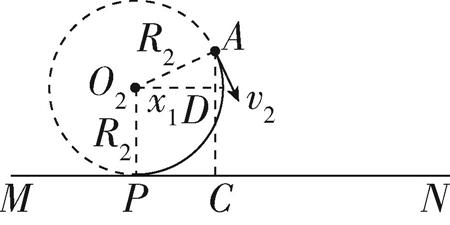 R₂ A
O₂ x₁ D v₂
R₂
M P C N